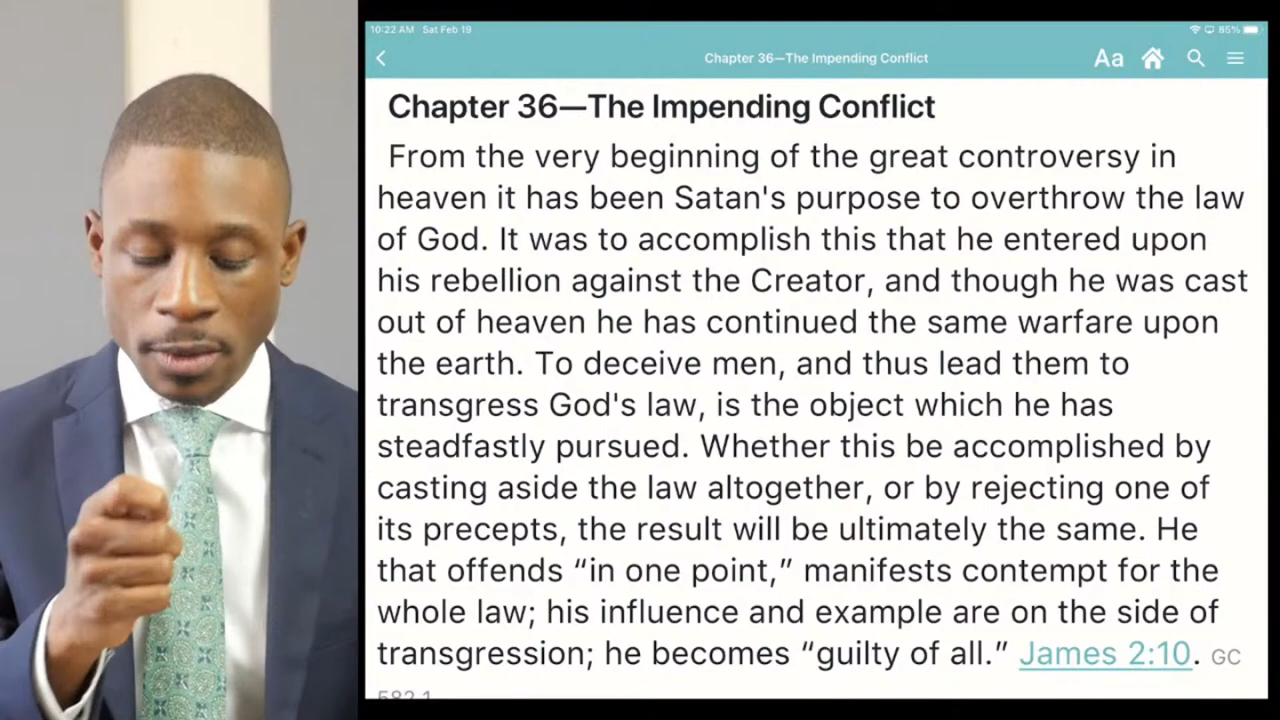 10:22 AM Sat Feb 19
85%
Chapter 36—The Impending Conflict
Aa
Chapter 36—The Impending Conflict
From the very beginning of the great controversy in
heaven it has been Satan's purpose to overthrow the law
of God. It was to accomplish this that he entered upon
his rebellion against the Creator, and though he was cast
out of heaven he has continued the same warfare upon
the earth. To deceive men, and thus lead them to
transgress God's law, is the object which he has
steadfastly pursued. Whether this be accomplished by
casting aside the law altogether, or by rejecting one of
its precepts, the result will be ultimately the same. He
that offends “in one point,” manifests contempt for the
whole law; his influence and example are on the side of
transgression; he becomes “guilty of all.” James 2:10. GC
582.1